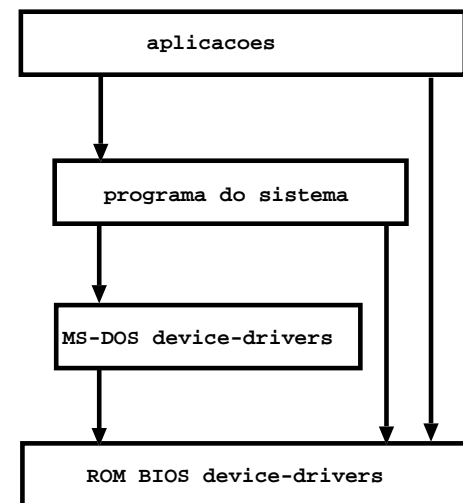 aplicacoes
programa do sistema
MS-DOS device-drivers
ROM BIOS device-drivers